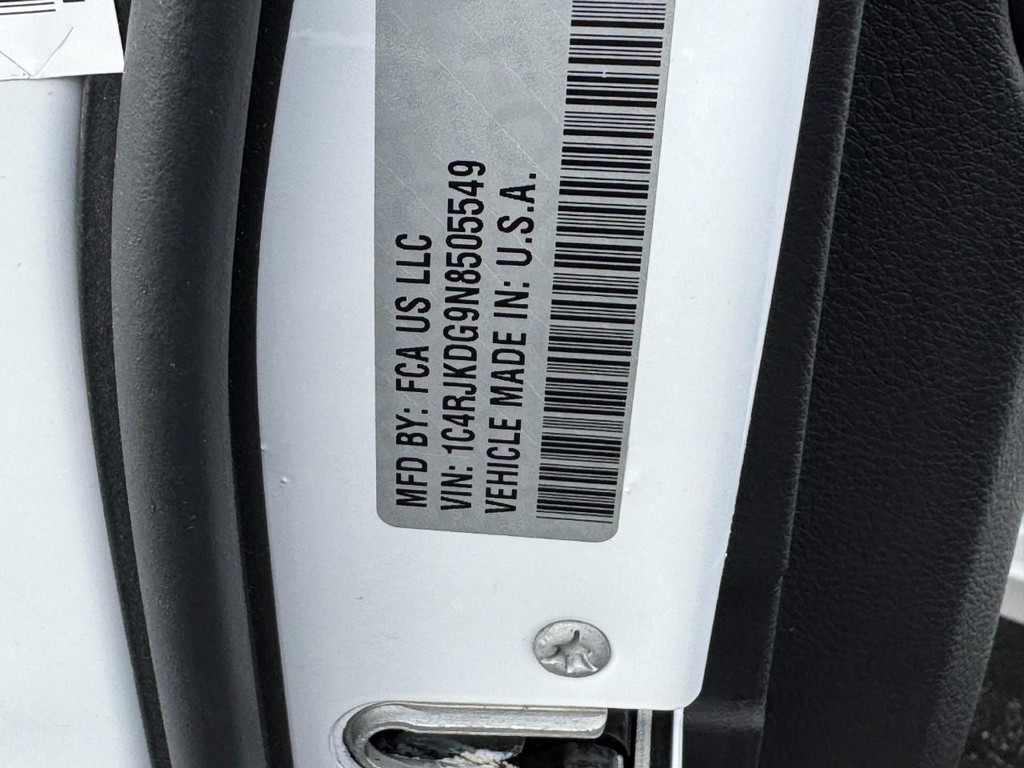 MFD BY: FCA US LLC
VIN: 1C4RJKDG9N8505549
VEHICLE MADE IN: U.S.A.